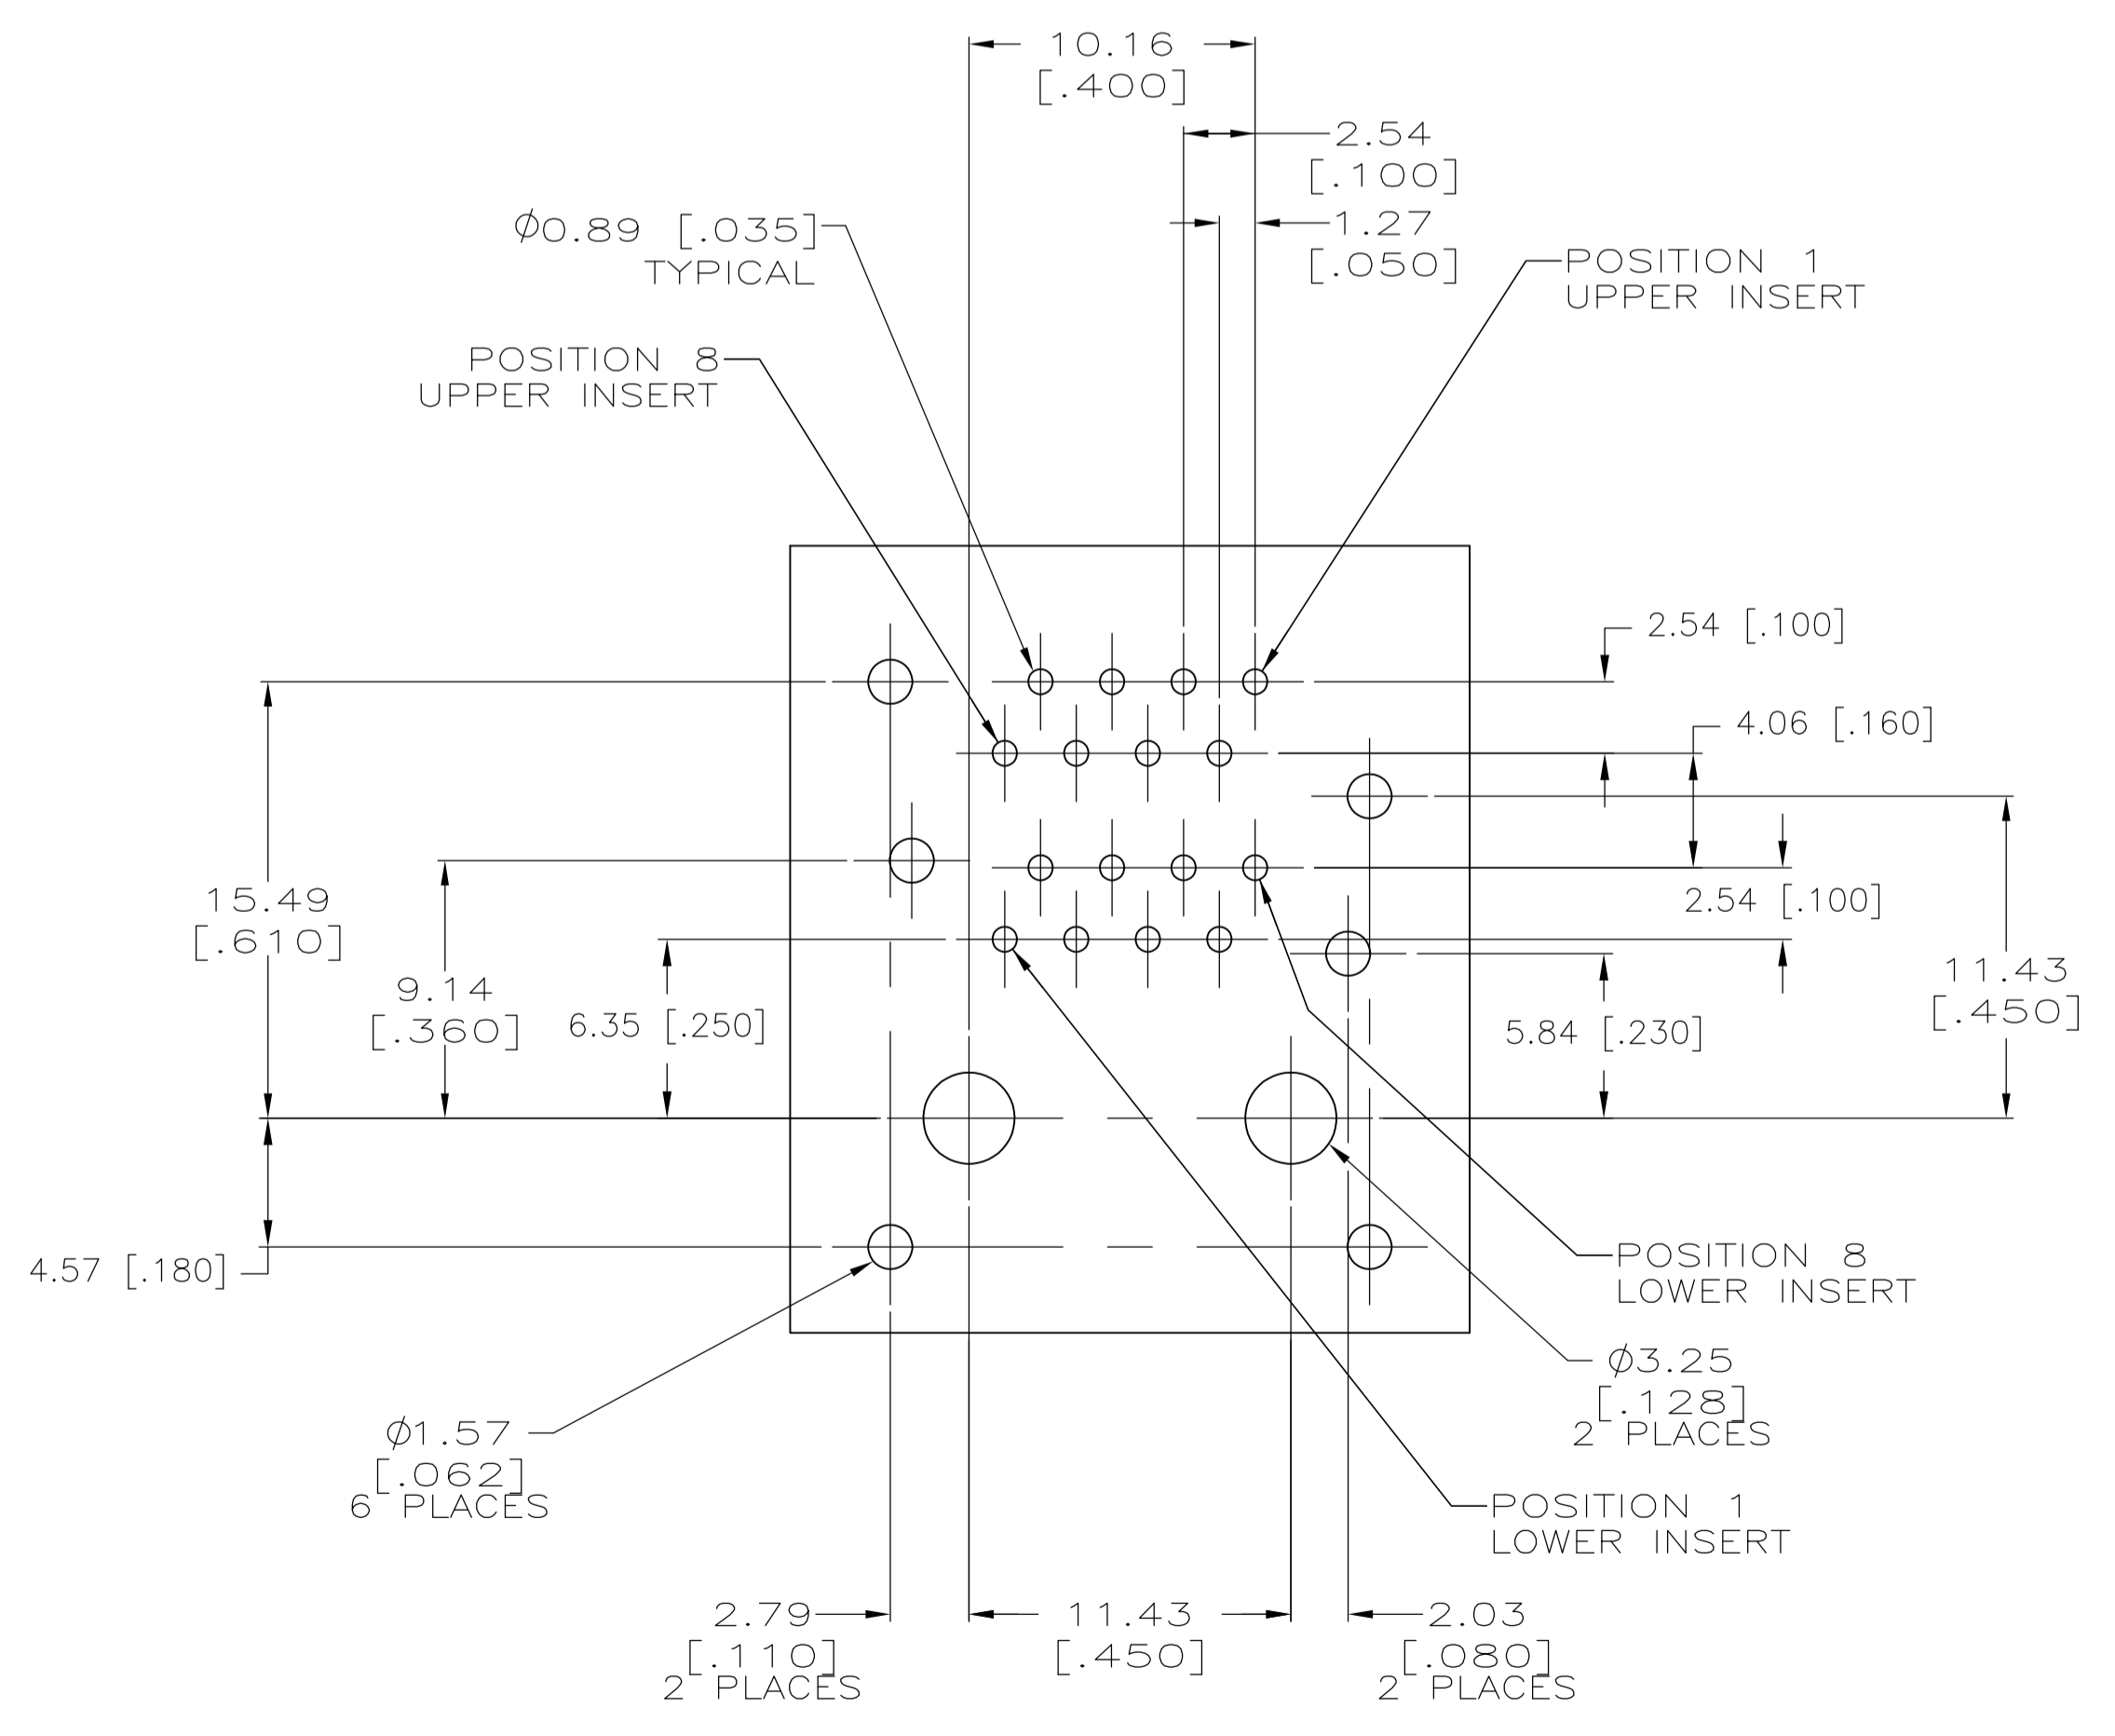 10.16
[.400]
2.54
[.100]
1.27
[.050]
Ø0.89 [.035]
TYPICAL
POSITION 1
UPPER INSERT
POSITION 8
UPPER INSERT
2.54 [.100]
4.06 [.160]
15.49
[.610]
2.54 [.100]
9.14
[.360]
6.35 [.250]
5.84 [.230]
11.43
[.450]
4.57 [.180]
POSITION 8
LOWER INSERT
Ø3.25
[.128]
2 PLACES
Ø1.57
[.062]
6 PLACES
POSITION 1
LOWER INSERT
2.79
[.110]
2 PLACES
11.43
[.450]
2.03
[.080]
2 PLACES